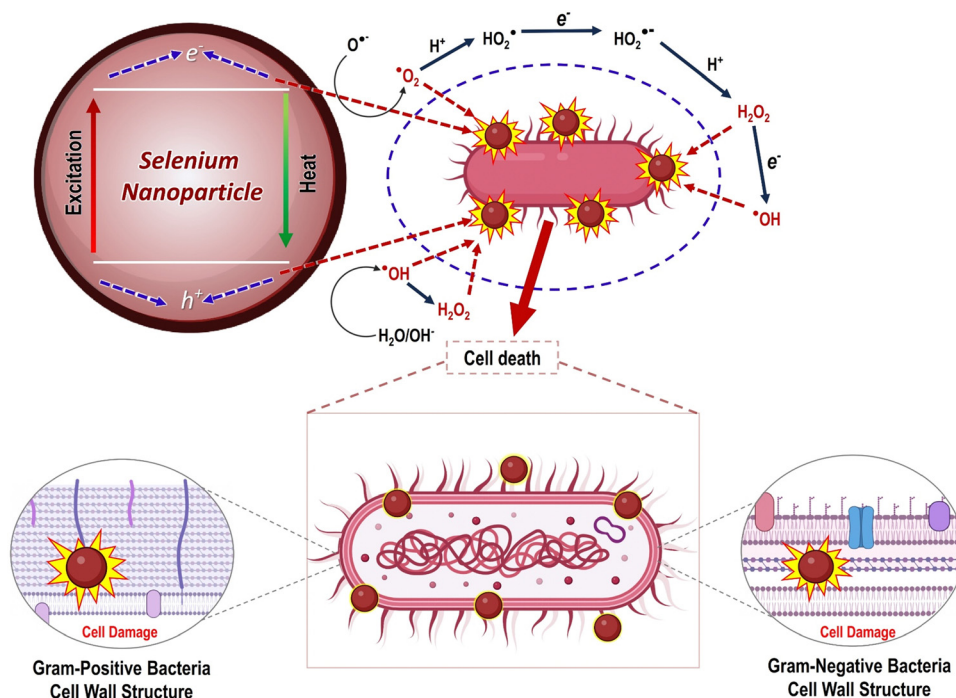 e⁻
Excitation
Selenium
Nanoparticle
Heat
h⁺
O●⁻
●O₂
H⁺
HO₂●
e⁻
HO₂●⁻
H⁺
H₂O₂
e⁻
●OH
●OH
H₂O₂
H₂O/OH⁻
Cell death
Cell Damage
Gram-Positive Bacteria
Cell Wall Structure
Cell Damage
Gram-Negative Bacteria
Cell Wall Structure